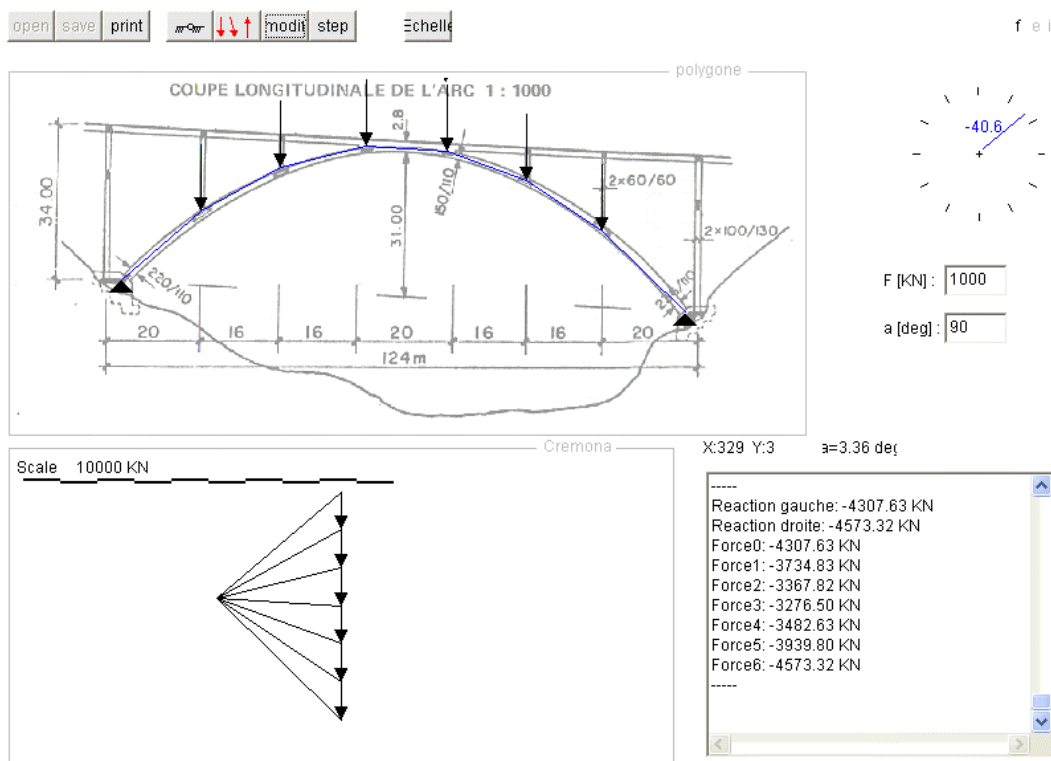 open save print modif step Echelle f e i
polygone
COUPE LONGITUDINALE DE L'ARC 1 : 1000
2.8
-40.6
34.00
150/110
31.00
2×60/60
2×100/130
220/110
20 16 16 20 16 16 20
124m
F [KN] : 1000
a [deg] : 90
Cremona
X:329 Y:3 a=3.36 deg
Scale 10000 KN
-----
Reaction gauche: -4307.63 KN
Reaction droite: -4573.32 KN
Force0: -4307.63 KN
Force1: -3734.83 KN
Force2: -3367.82 KN
Force3: -3276.50 KN
Force4: -3482.63 KN
Force5: -3939.80 KN
Force6: -4573.32 KN
-----